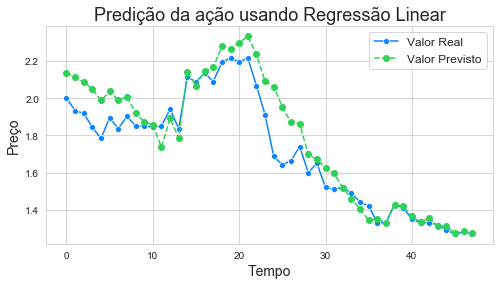 Predição da ação usando Regressão Linear
Valor Real
Valor Previsto
Preço
2.2
2.0
1.8
1.6
1.4
0
10
20
30
40
Tempo